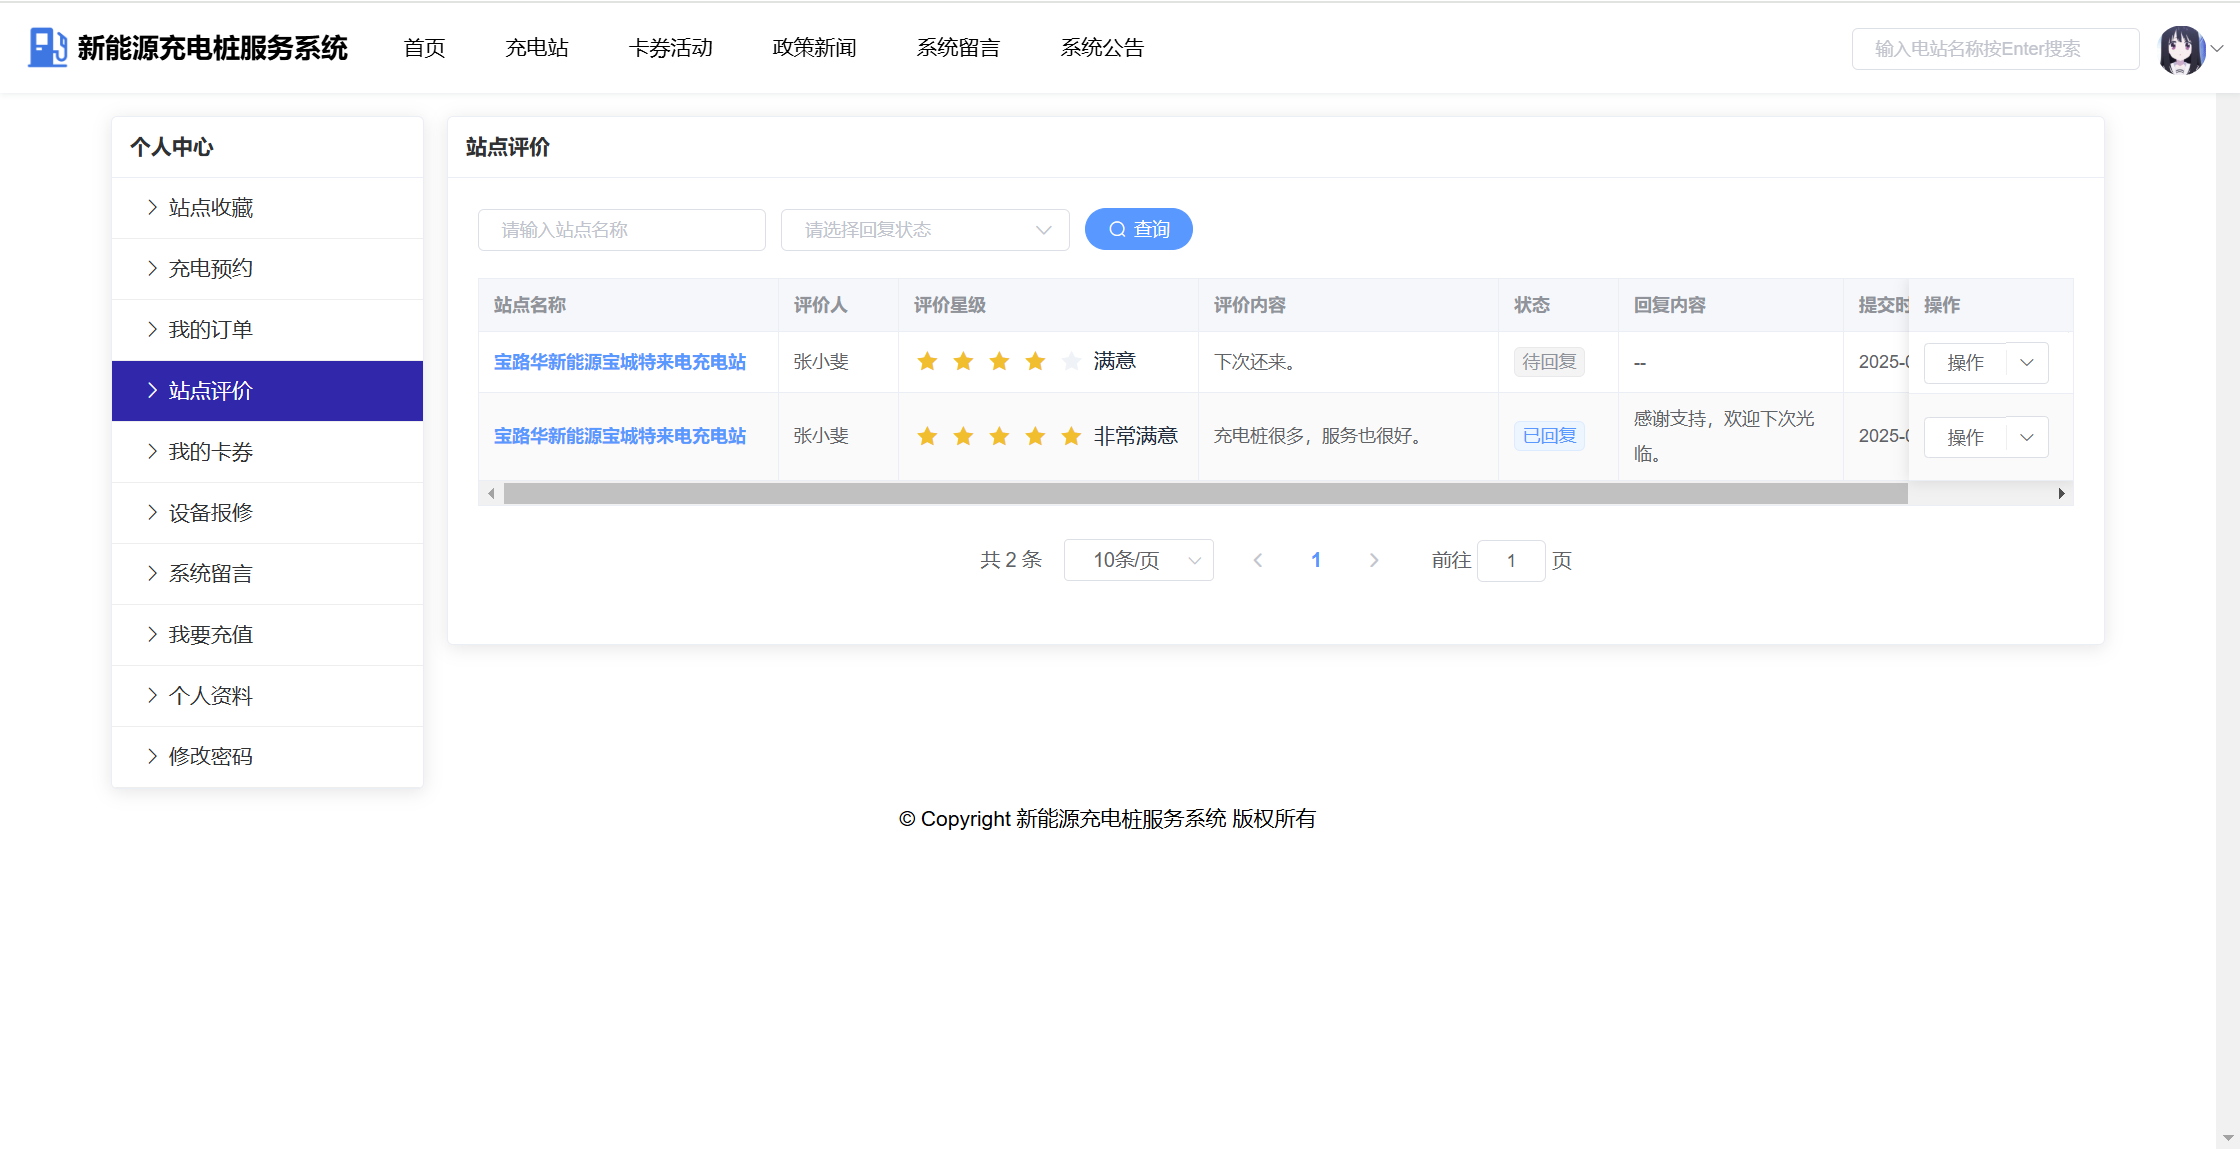 新能源充电桩服务系统 首页 充电站 卡券活动 政策新闻 系统留言 系统公告 输入电站名称按Enter搜索
个人中心
站点收藏
充电预约
我的订单
站点评价
我的卡券
设备报修
系统留言
我要充值
个人资料
修改密码
站点评价
请输入站点名称 请选择回复状态 查询
站点名称 评价人 评价星级 评价内容 状态 回复内容 提交时 操作
宝路华新能源宝城特来电充电站 张小斐 满意 下次还来。 待回复 -- 2025-0 操作
宝路华新能源宝城特来电充电站 张小斐 非常满意 充电桩很多，服务也很好。 已回复 感谢支持，欢迎下次光
临。 2025-0 操作
共 2 条 10条/页 1 前往 1 页
© Copyright 新能源充电桩服务系统 版权所有